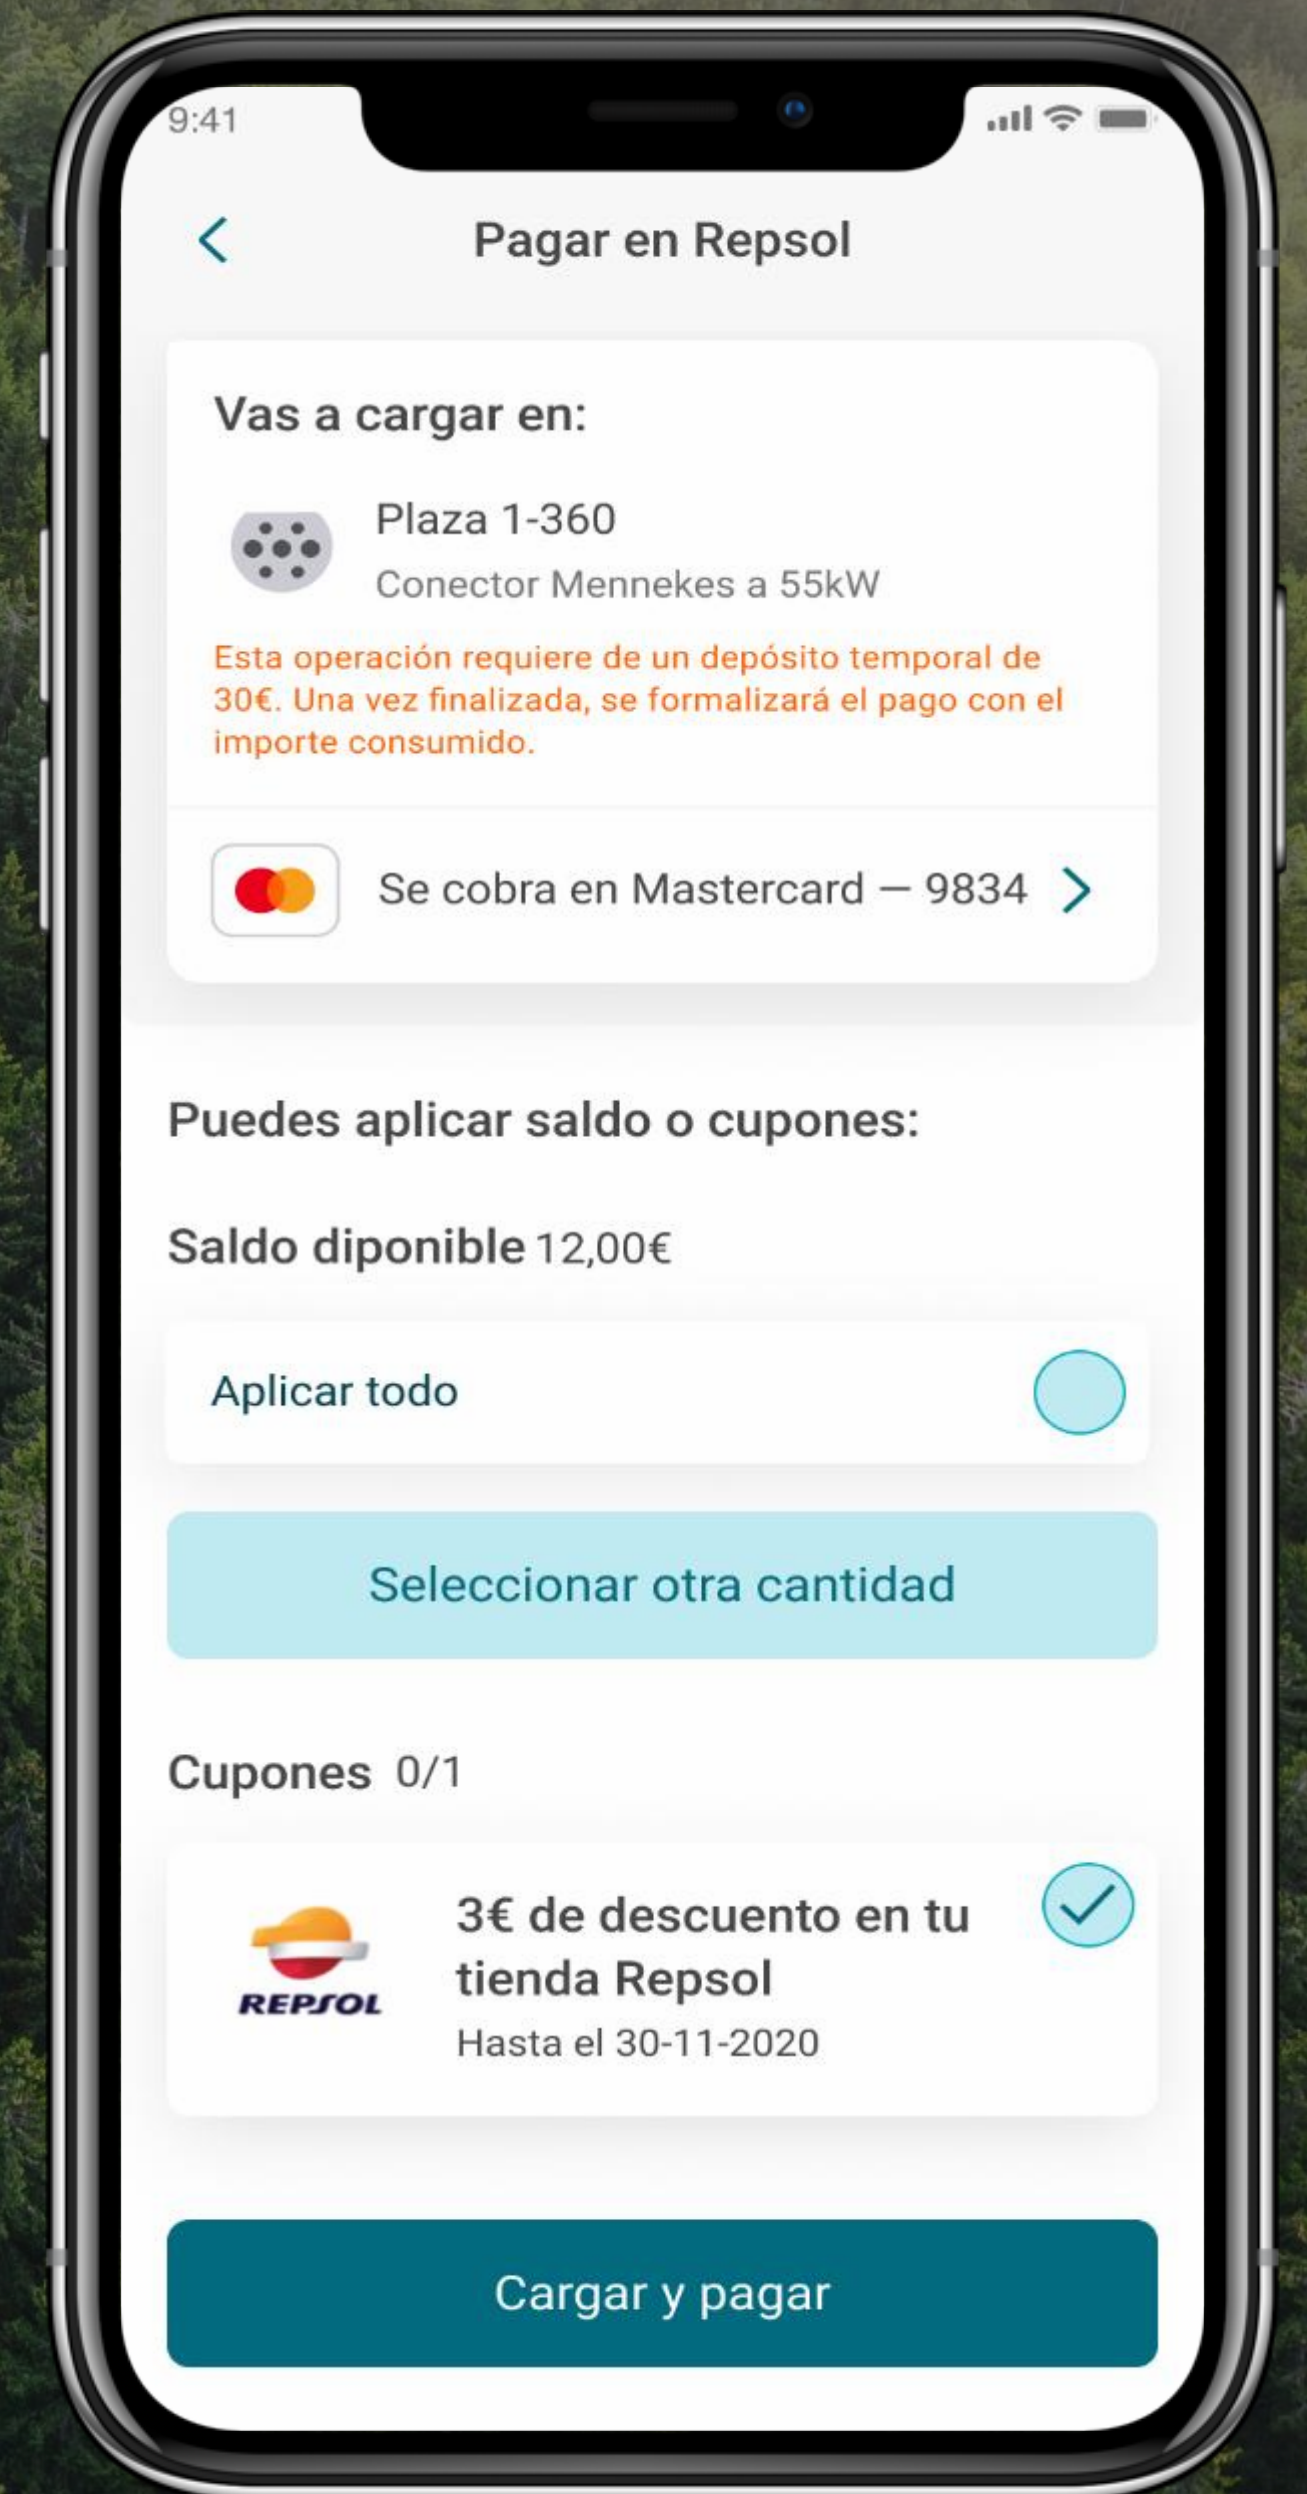 9:41
Pagar en Repsol
Vas a cargar en:
Plaza 1-360
Conector Mennekes a 55kW
Esta operación requiere de un depósito temporal de
30€. Una vez finalizada, se formalizará el pago con el
importe consumido.
Se cobra en Mastercard — 9834
Puedes aplicar saldo o cupones:
Saldo diponible 12,00€
Aplicar todo
Seleccionar otra cantidad
Cupones 0/1
3€ de descuento en tu
tienda Repsol
REPSOL
Hasta el 30-11-2020
Cargar y pagar